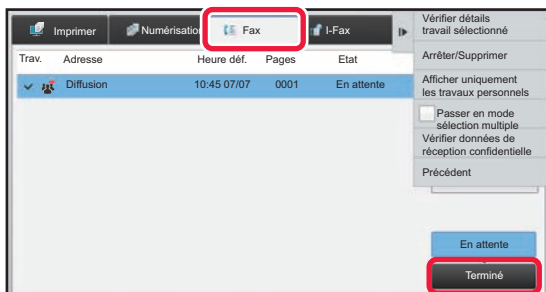 Imprimer Numérisation Fax I-Fax
Trav. Adresse Heure déf. Pages Etat
Diffusion 10:45 07/07 0001 En attente
Vérifier détails
travail sélectionné
Arrêter/Supprimer
Afficher uniquement
les travaux personnels
Passer en mode
sélection multiple
Vérifier données de
réception confidentielle
Précédent
En attente
Terminé